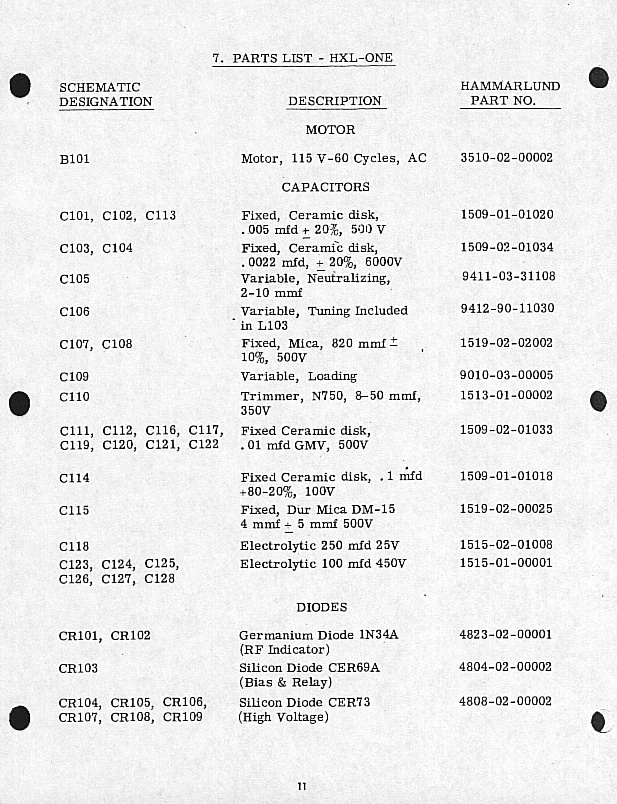 7. PARTS LIST - HXL-ONE
SCHEMATIC DESIGNATION
DESCRIPTION
HAMMARLUND PART NO.
MOTOR
B101 Motor, 115 V-60 Cycles, AC 3510-02-00002
CAPACITORS
C101, C102, C113 Fixed, Ceramic disk, 1509-01-01020
.005 mfd ± 20%, 500 V
C103, C104 Fixed, Ceramic disk, 1509-02-01034
.0022 mfd, ± 20%, 6000V
C105 Variable, Neutralizing, 9411-03-31108
2-10 mmf
C106 Variable, Tuning Included 9412-90-11030
in L103
C107, C108 Fixed, Mica, 820 mmf ± 1519-02-02002
10%, 500V
C109 Variable, Loading 9010-03-00005
C110 Trimmer, N750, 8-50 mmf, 1513-01-00002
350V
C111, C112, C116, C117, Fixed Ceramic disk, 1509-02-01033
C119, C120, C121, C122 .01 mfd GMV, 500V
C114 Fixed Ceramic disk, .1 mfd 1509-01-01018
+80-20%, 100V
C115 Fixed, Dur Mica DM-15 1519-02-00025
4 mmf ± 5 mmf 500V
C118 Electrolytic 250 mfd 25V 1515-02-01008
C123, C124, C125, Electrolytic 100 mfd 450V 1515-01-00001
C126, C127, C128
DIODES
CR101, CR102 Germanium Diode 1N34A 4823-02-00001
(RF Indicator)
CR103 Silicon Diode CER69A 4804-02-00002
(Bias & Relay)
CR104, CR105, CR106, Silicon Diode CER73 4808-02-00002
CR107, CR108, CR109 (High Voltage)
11